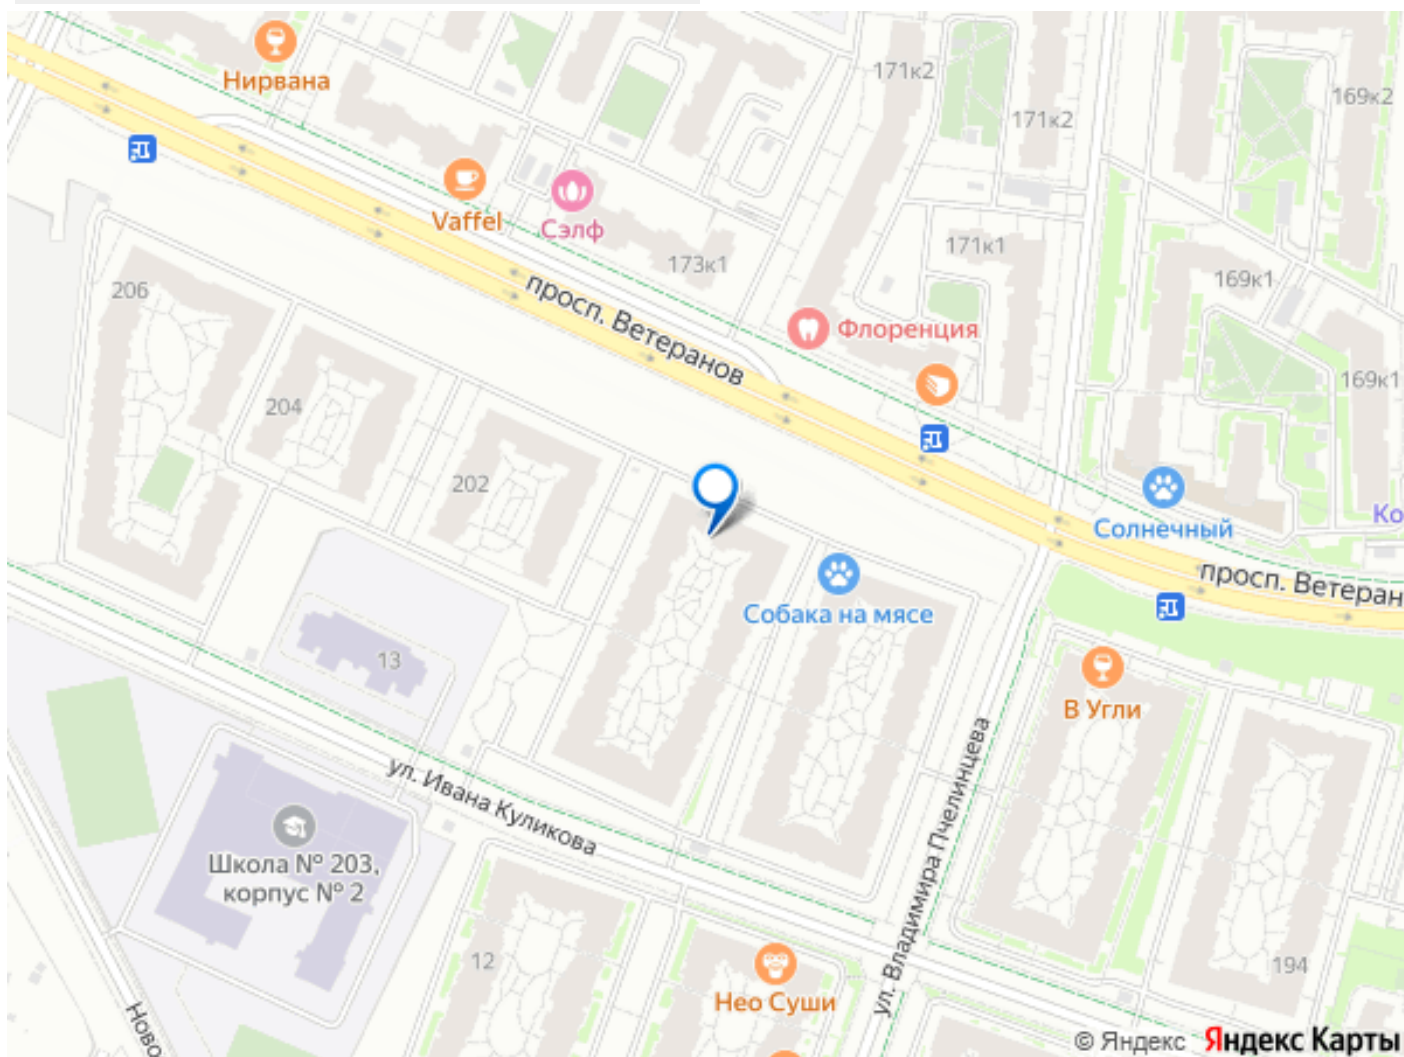 Нирвана
171к2
169к2
171к2
Vaffel
Сэлф
173к1
171к1
169к1
206
просп. Ветеранов
Флоренция
169к1
204
202
Солнечный
Ко
просп. Ветеран
Собака на мясе
13
В Угли
ул. Ивана Куликова
ул. Владимира Пчелинцева
Школа № 203,
корпус № 2
12
194
Нео Суши
Ново
© Яндекс Яндекс Карты